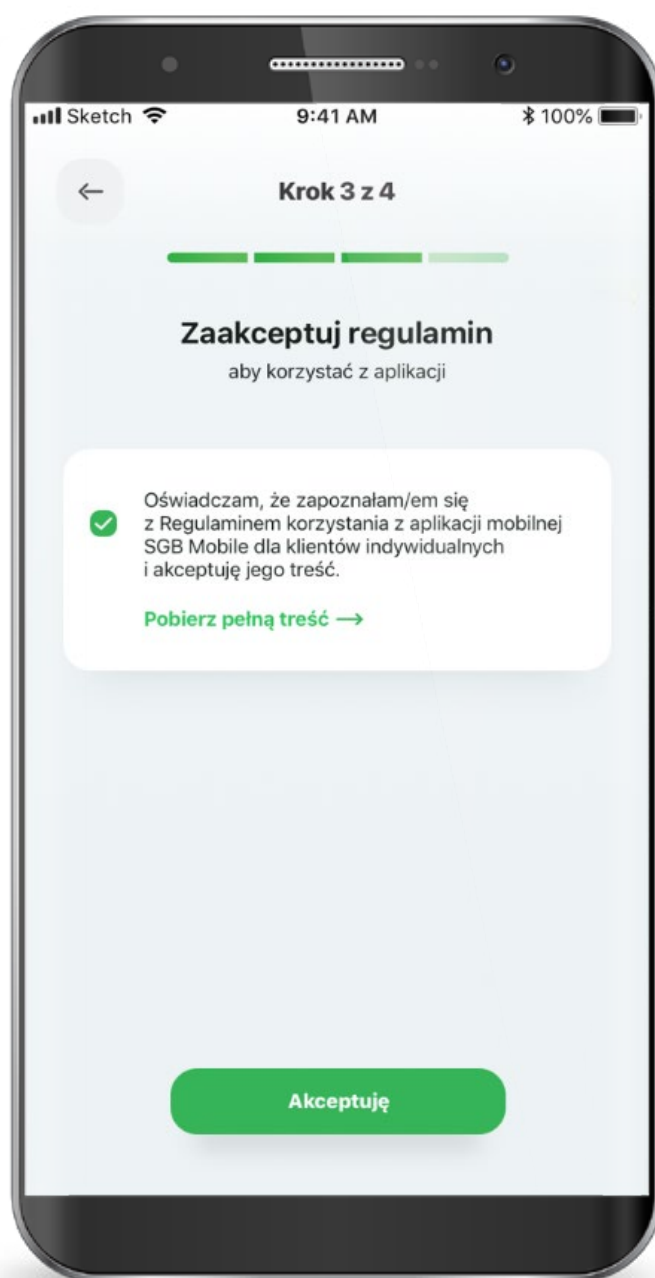 Sketch 9:41 AM 100%
Krok 3 z 4
Zaakceptuj regulamin
aby korzystać z aplikacji
Oświadczam, że zapoznałam/em się
z Regulaminem korzystania z aplikacji mobilnej
SGB Mobile dla klientów indywidualnych
i akceptuję jego treść.
Pobierz pełną treść →
Akceptuję